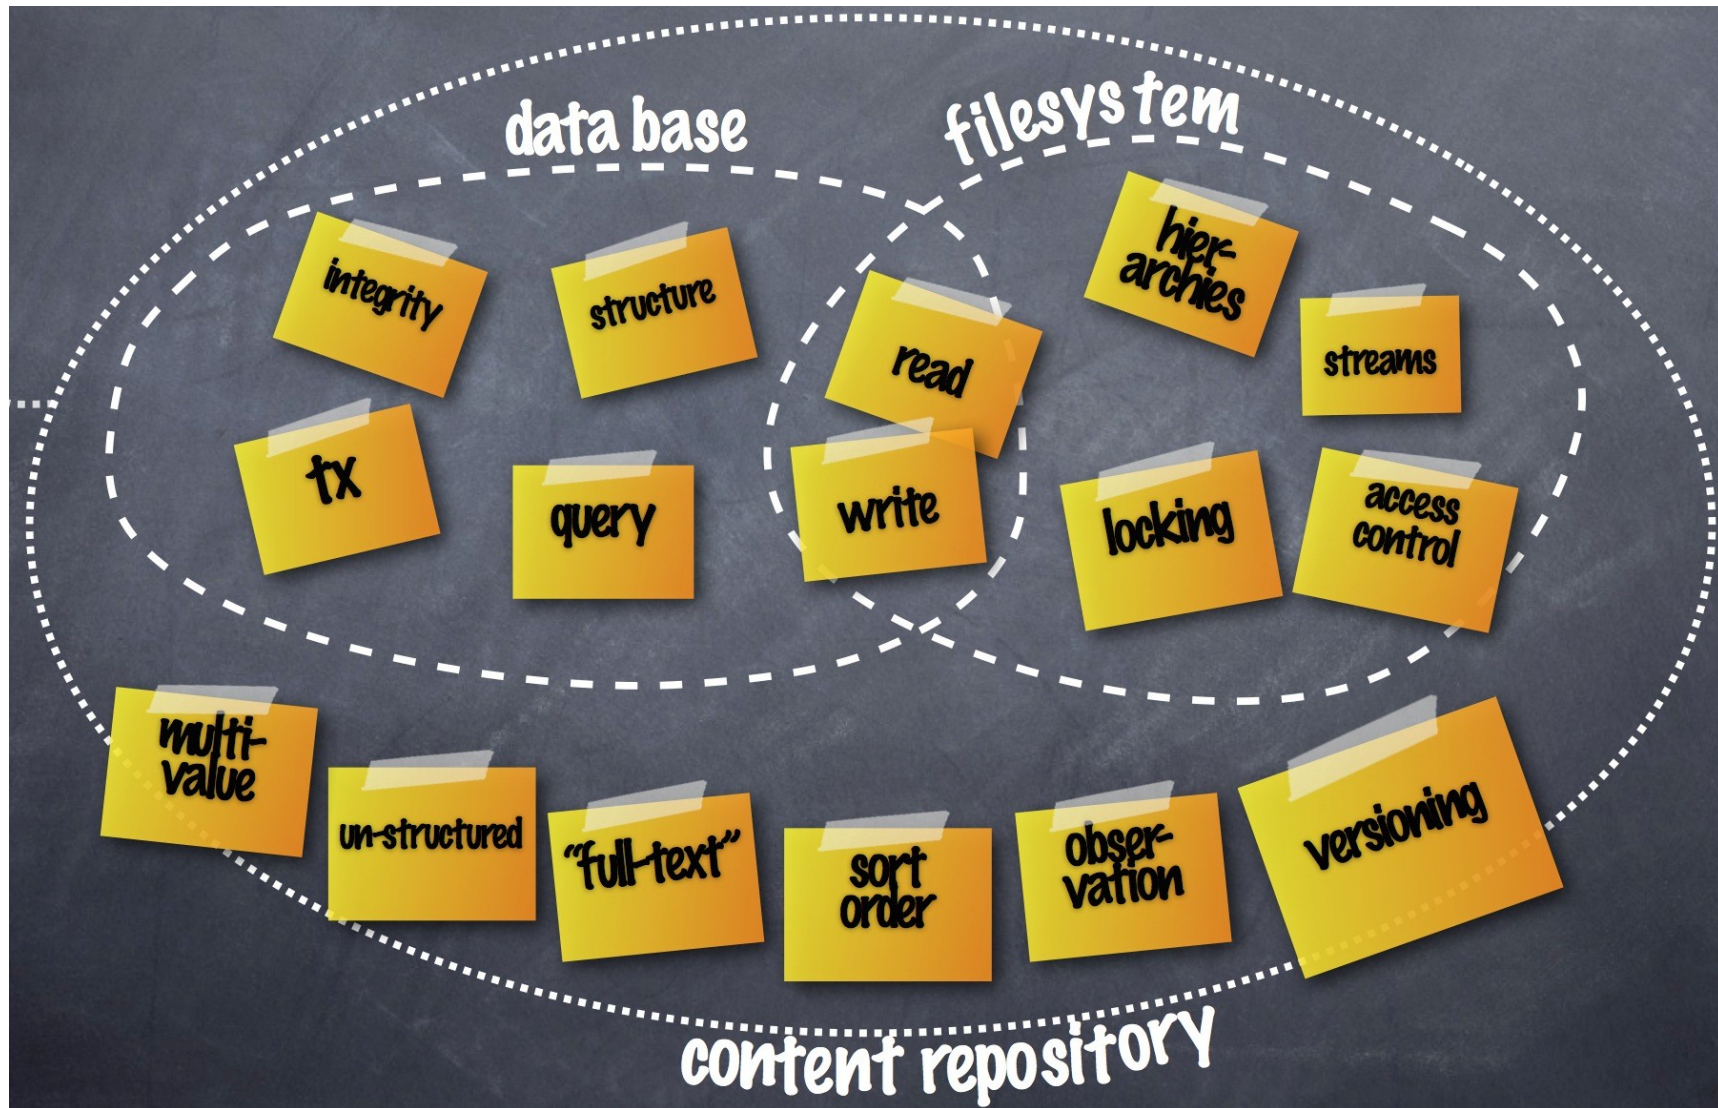 data base
filesystem
integrity
structure
hier-
archies
streams
read
tx
query
write
locking
access
control
multi-
value
un-structured
“full-text”
sort
order
obser-
vation
versioning
content repository